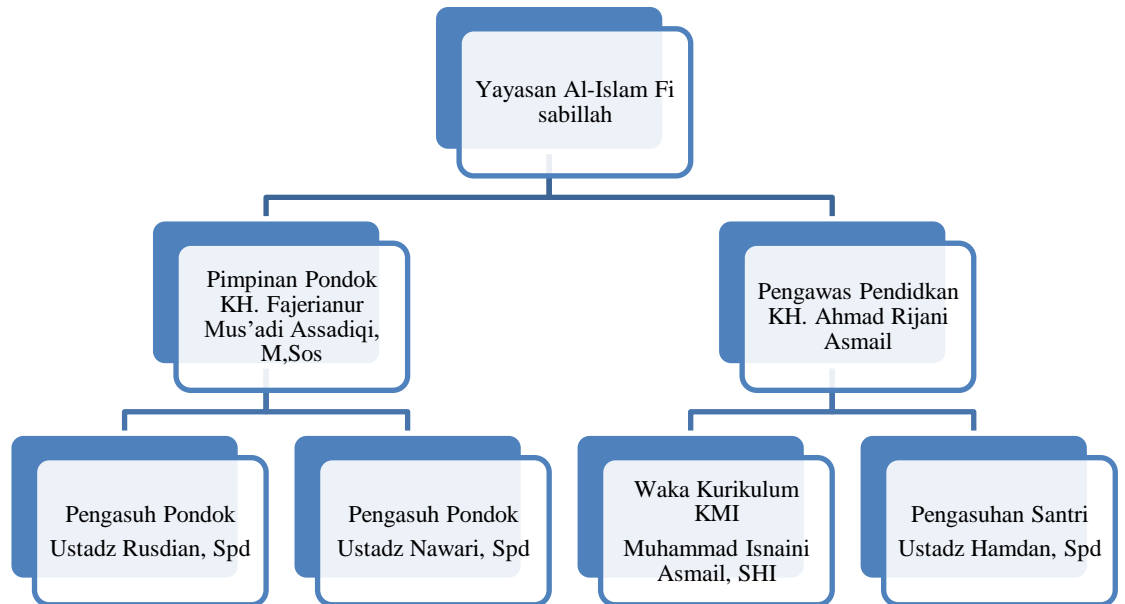 Yayasan Al-Islam Fi
sabillah
Pimpinan Pondok
KH. Fajerianur
Mus’adi Assadiqi,
M,Sos
Pengawas Pendidkan
KH. Ahmad Rijani
Asmail
Pengasuh Pondok
Ustadz Rusdian, Spd
Pengasuh Pondok
Ustadz Nawari, Spd
Waka Kurikulum
KMI
Muhammad Isnaini
Asmail, SHI
Pengasuhan Santri
Ustadz Hamdan, Spd